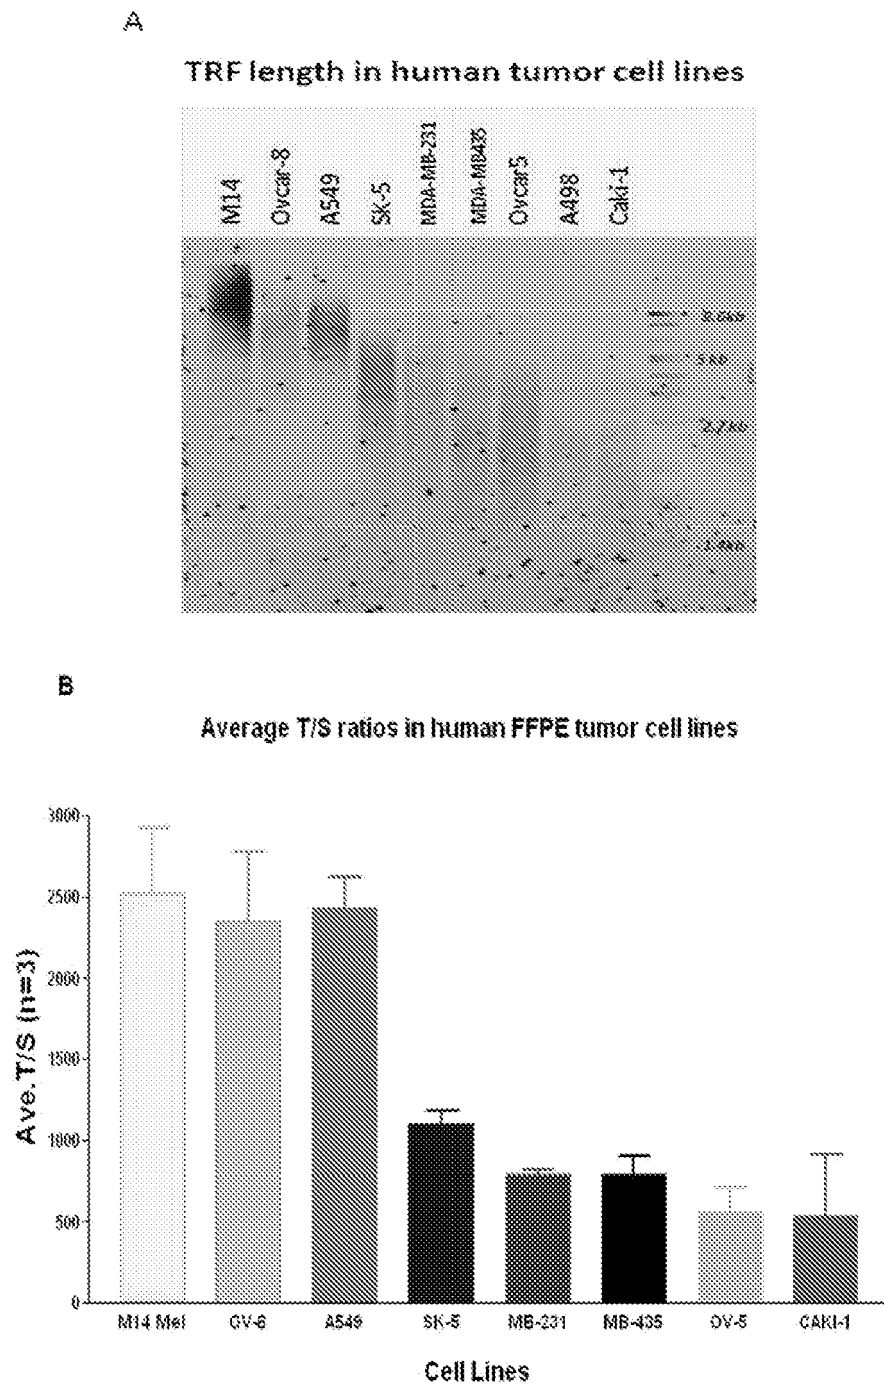 A
TRF length in human tumor cell lines
M14
Ovcar-8
A549
SK-5
MDA-MB-231
MDA-MB435
Ovcar5
A498
Caki-1
5 kb
2.7 kb
1.4kb
B
Average T/S ratios in human FFPE tumor cell lines
3000
2500
2000
1500
1000
500
0
Ave.T/S (n=3)
M14 Mel
A549
SK-5
MB-231
MB-435
OV-5
CAKI-1
Cell Lines